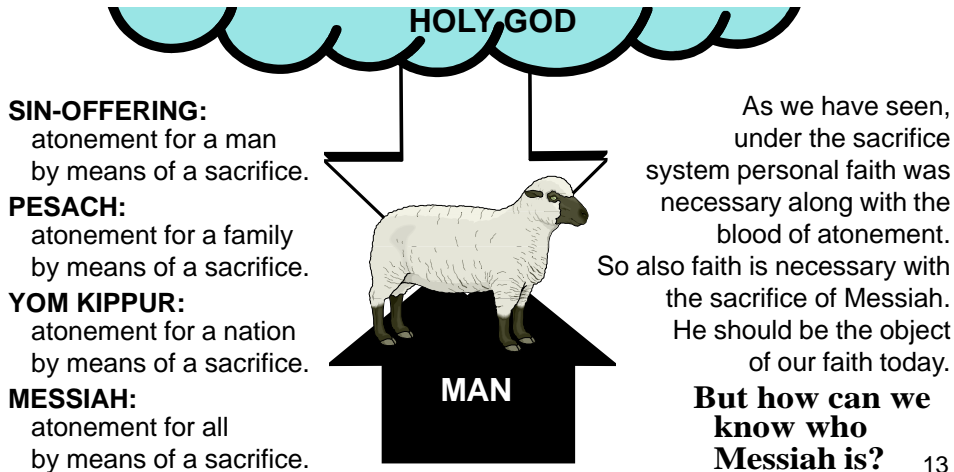 HOLY GOD
SIN-OFFERING:
atonement for a man
by means of a sacrifice.
PESACH:
atonement for a family
by means of a sacrifice.
YOM KIPPUR:
atonement for a nation
by means of a sacrifice.
MESSIAH:
atonement for all
by means of a sacrifice.
MAN
As we have seen,
under the sacrifice
system personal faith was
necessary along with the
blood of atonement.
So also faith is necessary with
the sacrifice of Messiah.
He should be the object
of our faith today.
But how can we
know who
Messiah is?
13